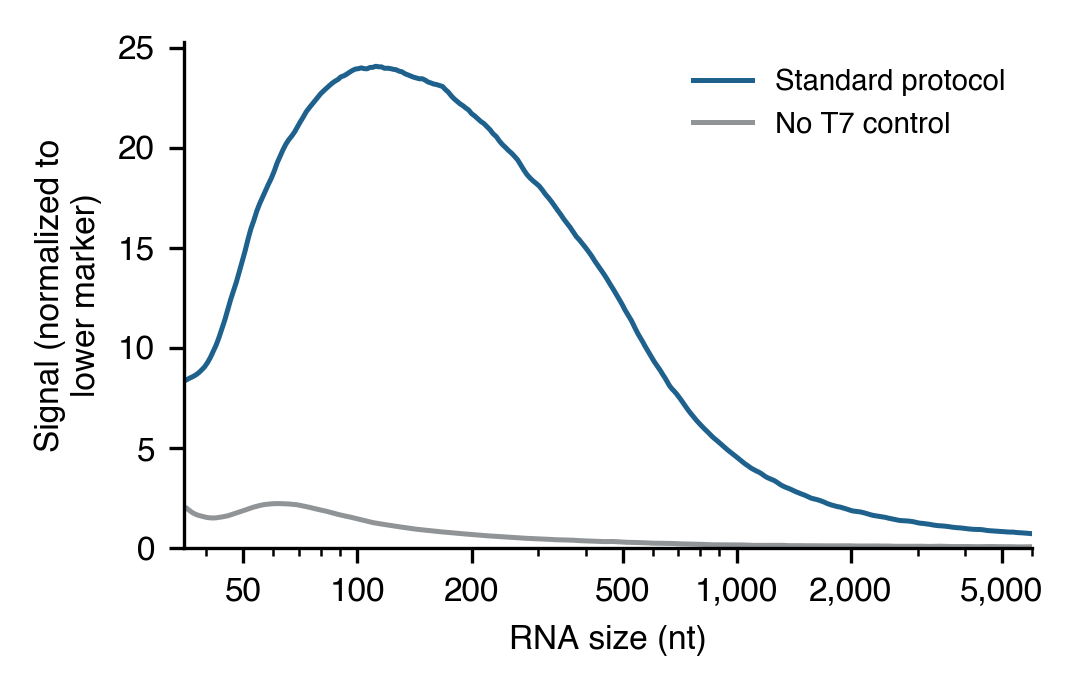 25
20
15
10
5
0
Signal (normalized to
lower marker)
Standard protocol
No T7 control
50 100 200 500 1,000 2,000 5,000
RNA size (nt)